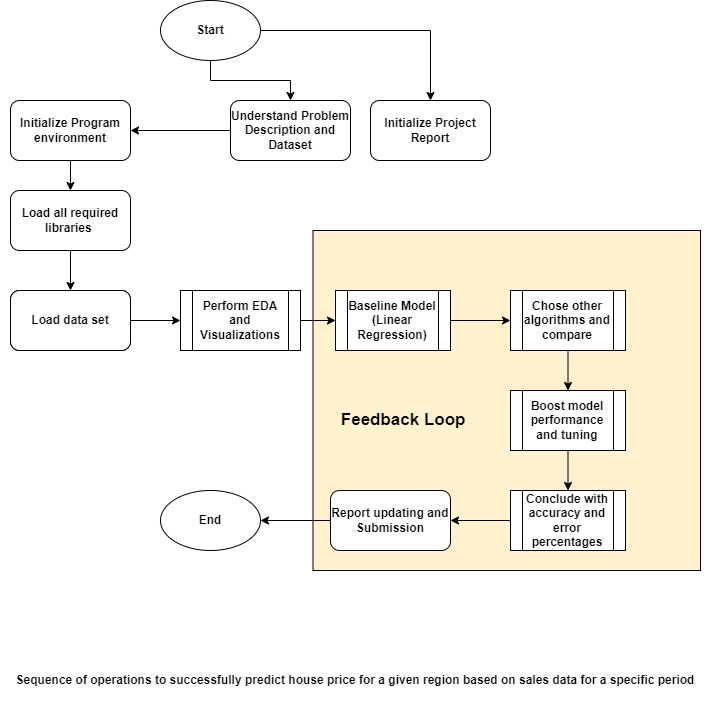 Start
Initialize Program
environment
Understand Problem
Description and
Dataset
Initialize Project
Report
Load all required
libraries
Load data set
Perform EDA
and
Visualizations
Baseline Model
(Linear
Regression)
Chose other
algorithms and
compare
Feedback Loop
Boost model
performance
and tuning
End
Report updating and
Submission
Conclude with
accuracy and
error
percentages
Sequence of operations to successfully predict house price for a given region based on sales data for a specific period